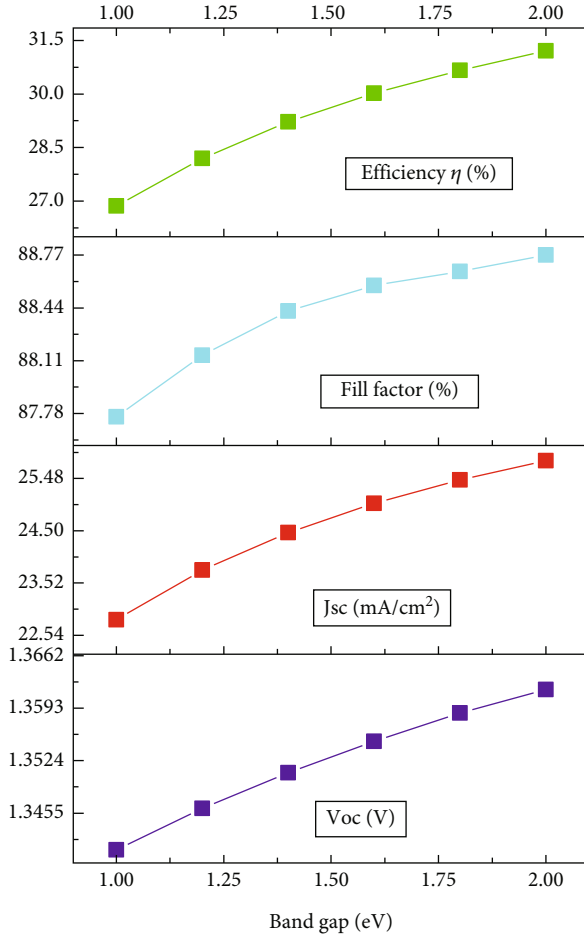 1.00 1.25 1.50 1.75 2.00
31.5
30.0
28.5
27.0
Efficiency η (%)
88.77
88.44
88.11
87.78
Fill factor (%)
25.48
24.50
23.52
22.54
Jsc (mA/cm²)
1.3662
1.3593
1.3524
1.3455
Voc (V)
1.00 1.25 1.50 1.75 2.00
Band gap (eV)